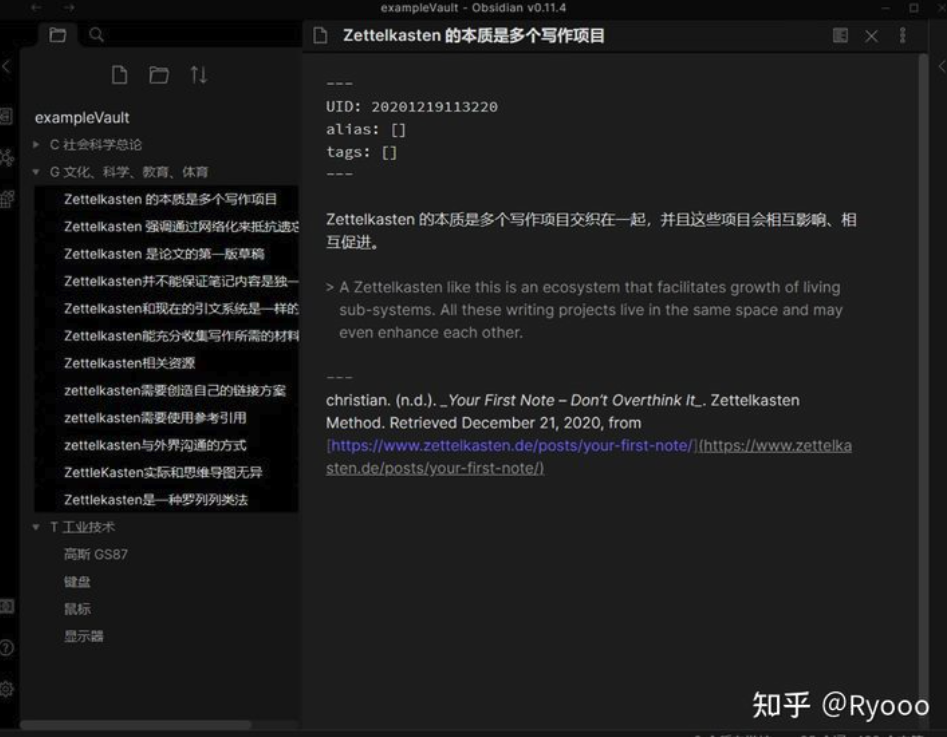 exampleVault - Obsidian v0.11.4
Zettelkasten 的本质是多个写作项目
exampleVault
C 社会科学总论
G 文化、科学、教育、体育
Zettelkasten 的本质是多个写作项目
Zettelkasten 强调通过网络化来抵抗遗忘
Zettelkasten 是论文的第一版草稿
Zettelkasten并不能保证笔记内容是独一
Zettelkasten和现在的引文系统是一样的
Zettelkasten能充分收集写作所需的材料
Zettelkasten相关资源
zettelkasten需要创造自己的链接方案
zettelkasten需要使用参考引用
zettelkasten与外界沟通的方式
ZettleKasten实际和思维导图无异
Zettlekasten是一种罗列列类法
T 工业技术
高斯 GS87
键盘
鼠标
显示器
---
UID: 20201219113220
alias: []
tags: []
---
Zettelkasten 的本质是多个写作项目交织在一起，并且这些项目会相互影响、相
互促进。
> A Zettelkasten like this is an ecosystem that facilitates growth of living
sub-systems. All these writing projects live in the same space and may
even enhance each other.
---
christian. (n.d.). _Your First Note – Don't Overthink It_. Zettelkasten
Method. Retrieved December 21, 2020, from
[https://www.zettelkasten.de/posts/your-first-note/](https://www.zettelka
sten.de/posts/your-first-note/)
知乎 @Ryooo